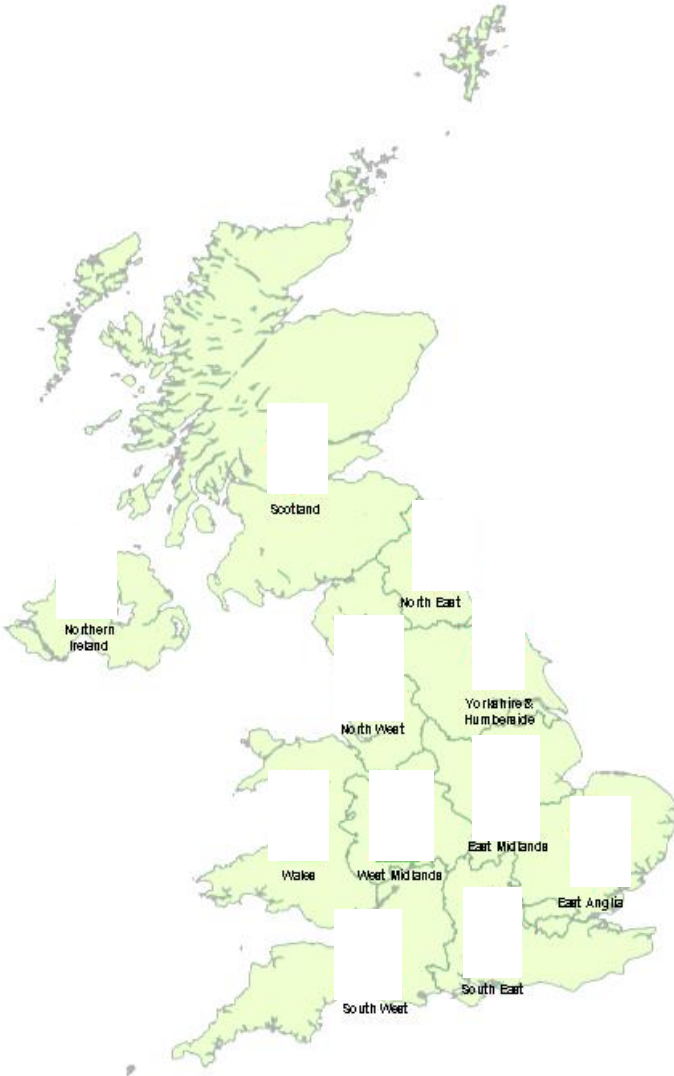 Scotland
North East
Northern
Ireland
Yorkshire &
Humberside
North West
East Midlands
Wales
West Midlands
East Anglia
South East
South West